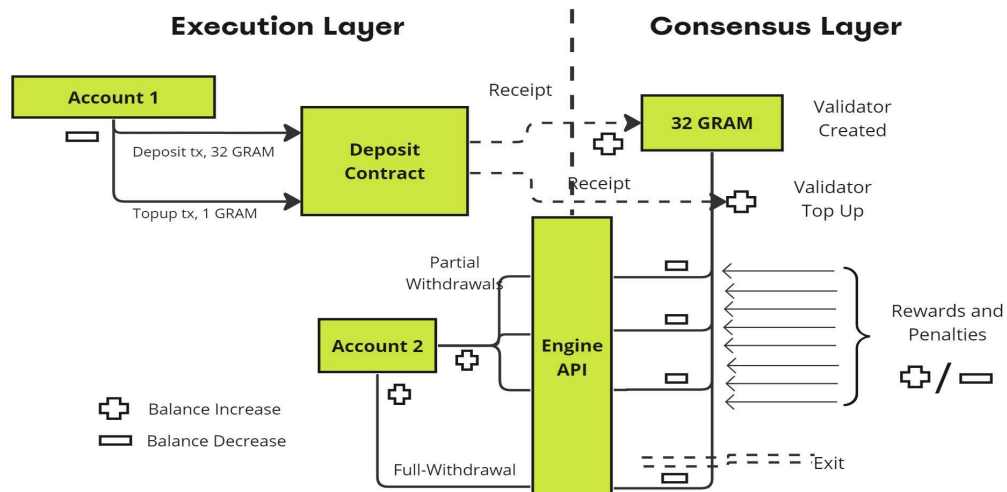 Execution Layer
Consensus Layer
Account 1
Receipt
32 GRAM
Validator
Created
Deposit tx, 32 GRAM
Deposit
Contract
Receipt
Validator
Top Up
Topup tx, 1 GRAM
Partial
Withdrawals
Rewards and
Penalties
Account 2
Engine
API
Balance Increase
Balance Decrease
Full-Withdrawal
Exit